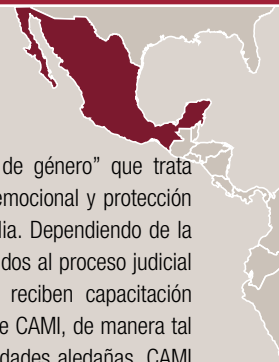 de género” que trata
emocional y protección
lia. Dependiendo de la
dos al proceso judicial
reciben capacitación
e CAMI, de manera tal
dades aledañas. CAMI